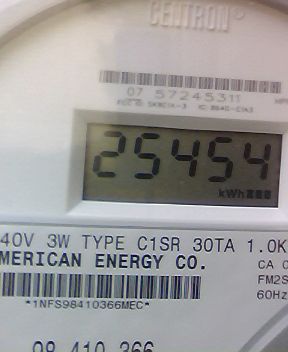 CENTRON®
07 57245311
25454
kWh
40V 3W TYPE C1SR 30TA 1.0K
MERICAN ENERGY CO.
CA 0
FM2S
60Hz
*1NFS98410366MEC*
98 410 366